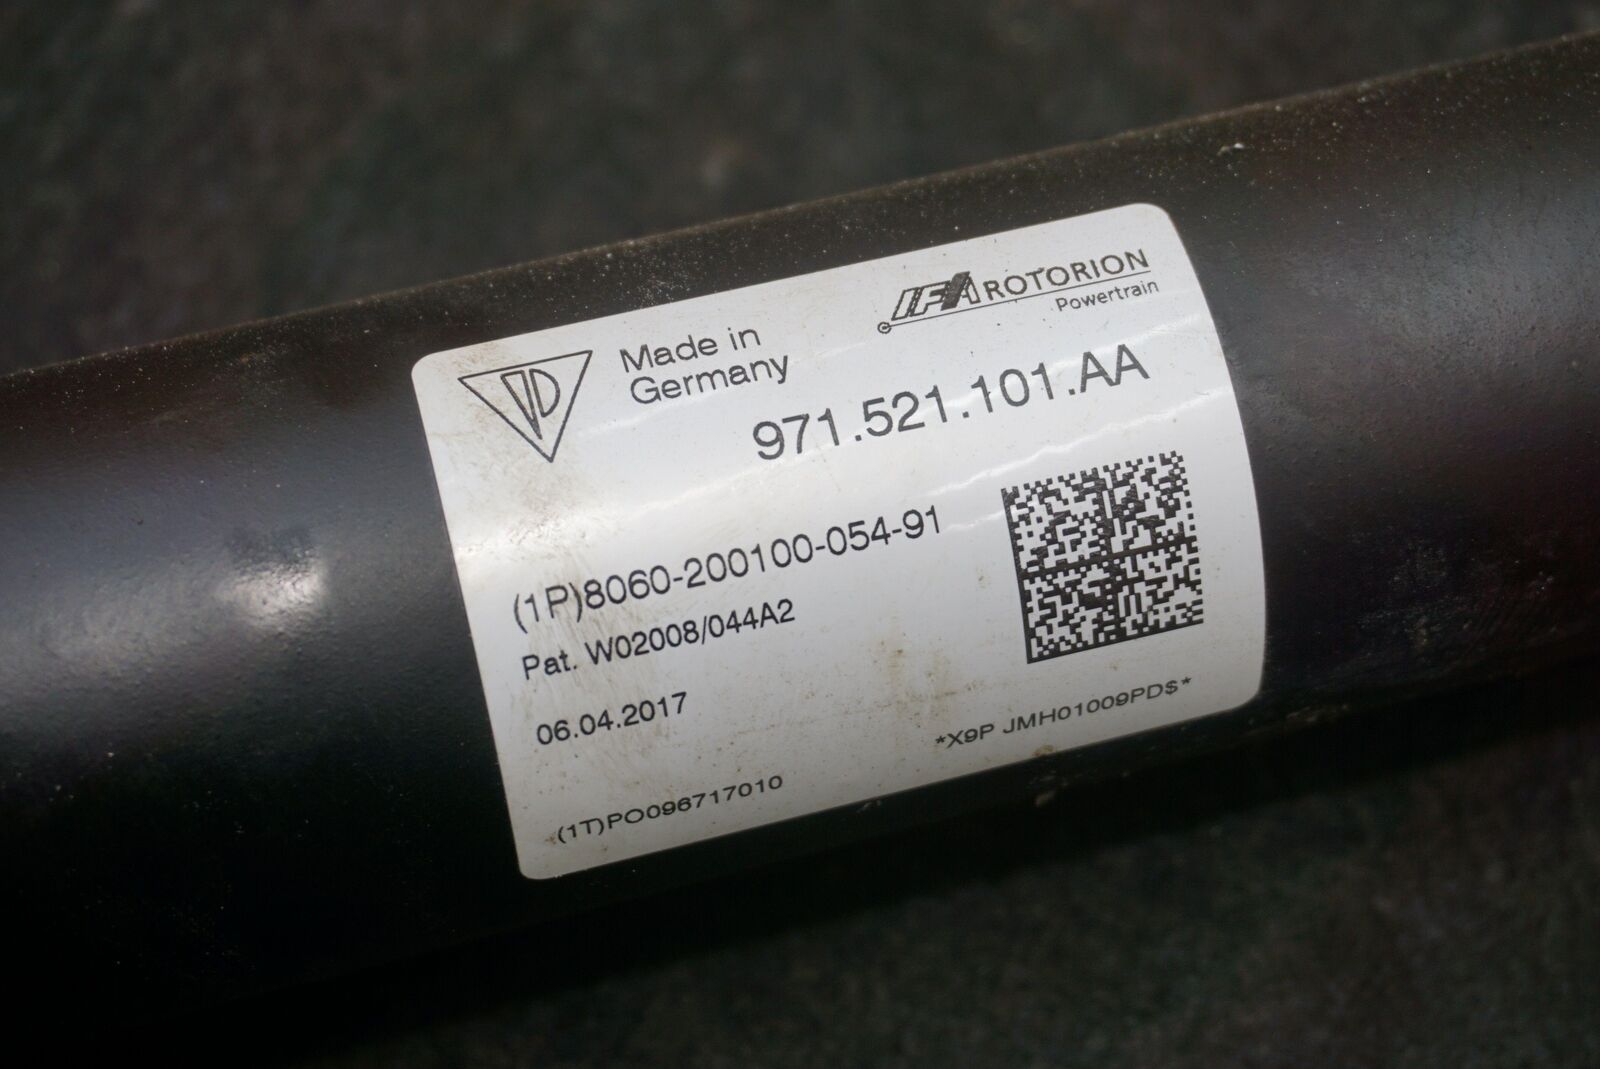 Made in
Germany
IFA ROTORION
Powertrain
971.521.101.AA
(1P)8060-200100-054-91
Pat. W02008/044A2
06.04.2017
(1T)PO096717010
*X9P JMH01009PD$*